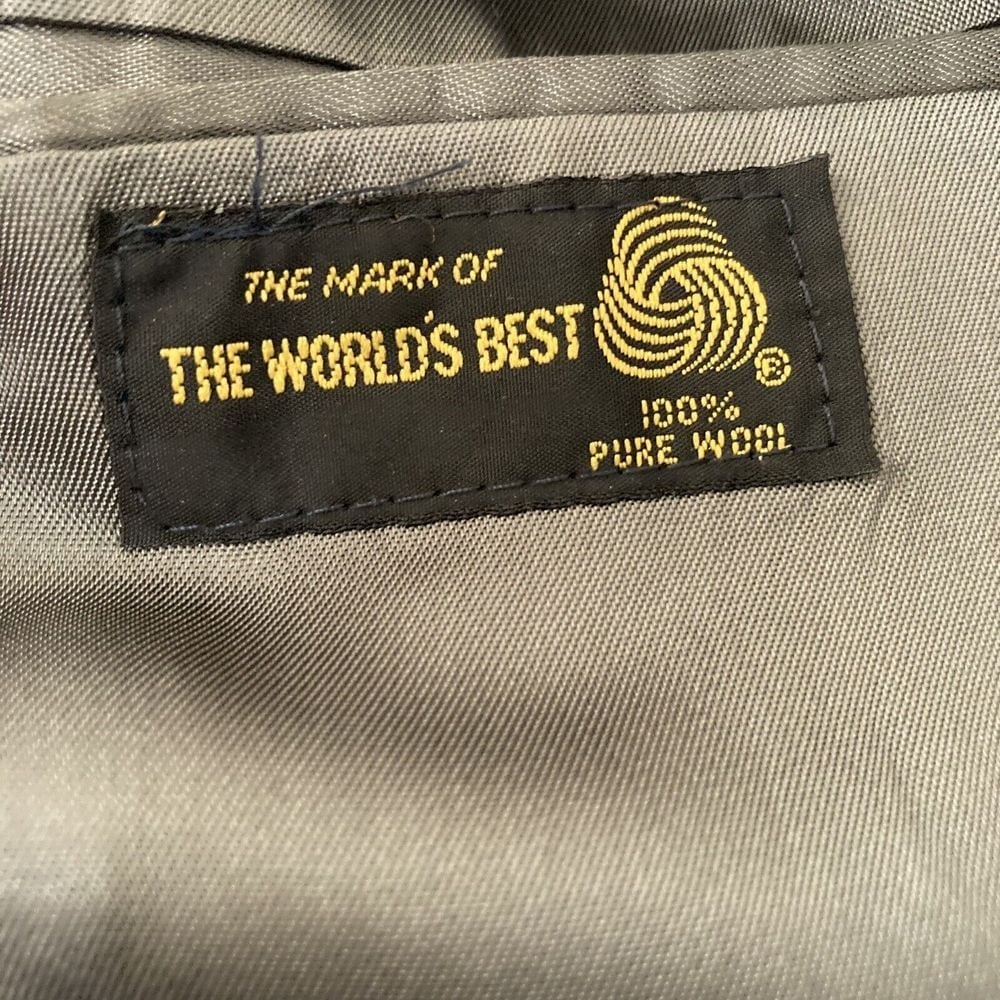 THE MARK OF
THE WORLD'S BEST
®
100%
PURE WOOL